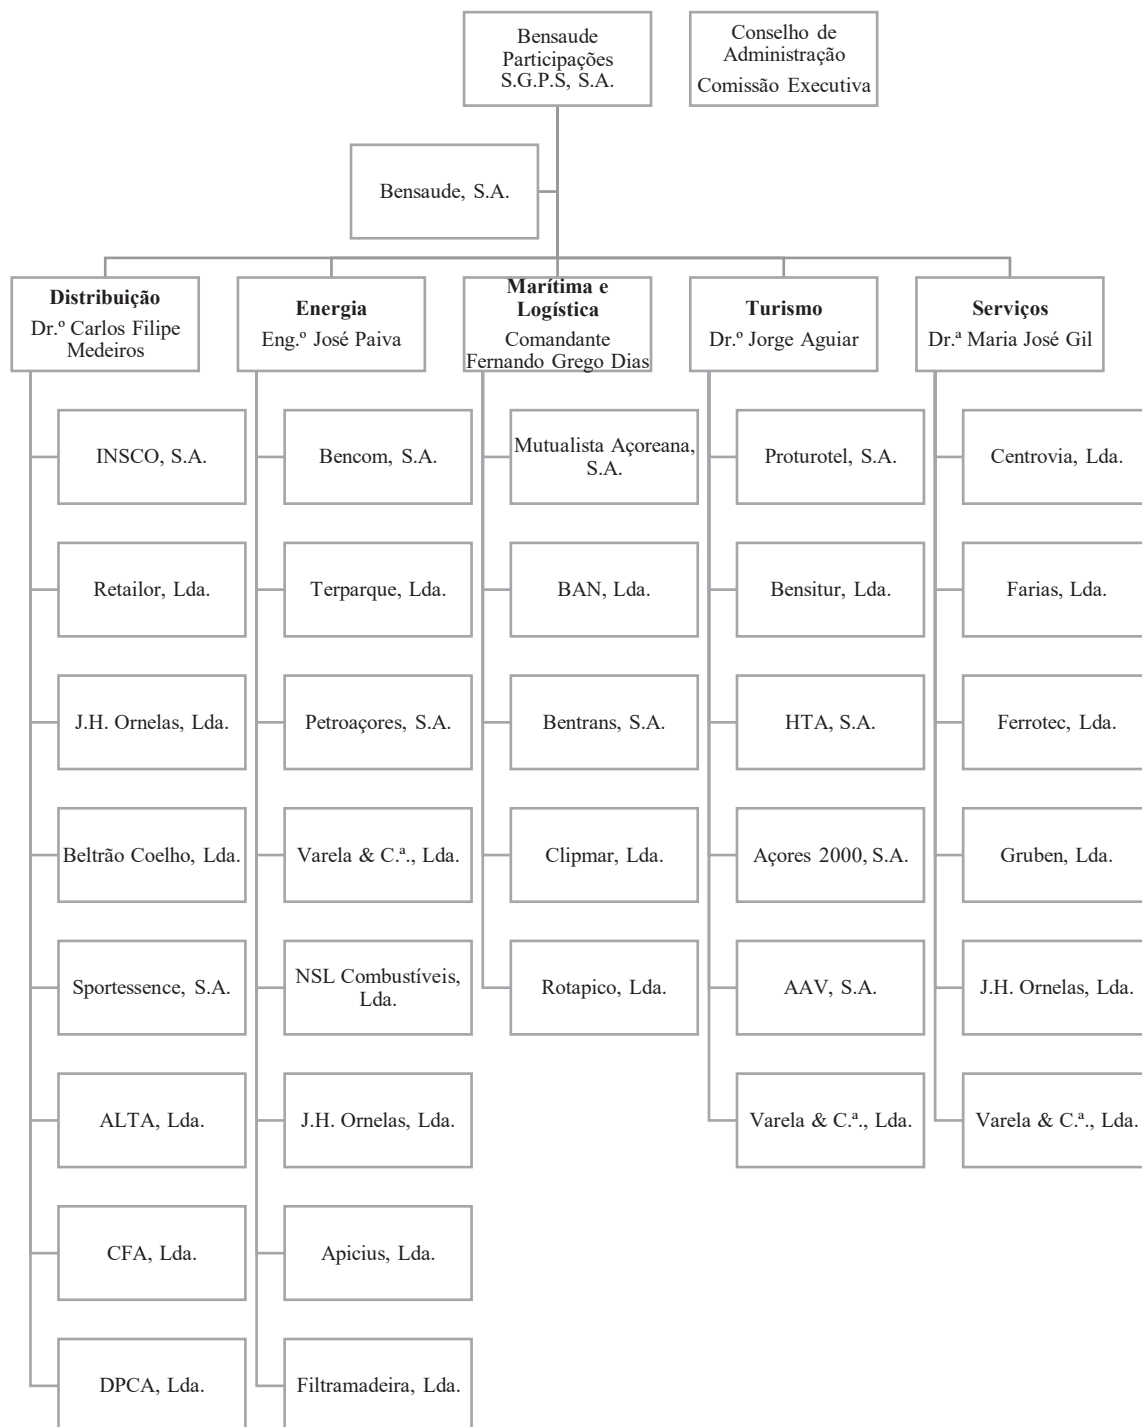 Bensaude
Participações
S.G.P.S, S.A.
Conselho de
Administração
Comissão Executiva
Bensaude, S.A.
Distribuição
Dr.º Carlos Filipe
Medeiros
Energia
Eng.º José Paiva
Marítima e
Logística
Comandante
Fernando Grego Dias
Turismo
Dr.º Jorge Aguiar
Serviços
Dr.ª Maria José Gil
INSCO, S.A.
Bencom, S.A.
Mutualista Açoreana,
S.A.
Proturotel, S.A.
Centrovia, Lda.
Retailor, Lda.
Terparque, Lda.
BAN, Lda.
Bensitur, Lda.
Farias, Lda.
J.H. Ornelas, Lda.
Petroaçores, S.A.
Bentrans, S.A.
HTA, S.A.
Ferrotec, Lda.
Beltrão Coelho, Lda.
Varela & C.ª., Lda.
Clipmar, Lda.
Açores 2000, S.A.
Gruben, Lda.
Sportessence, S.A.
NSL Combustíveis,
Lda.
Rotapico, Lda.
AAV, S.A.
J.H. Ornelas, Lda.
ALTA, Lda.
J.H. Ornelas, Lda.
Varela & C.ª., Lda.
Varela & C.ª., Lda.
CFA, Lda.
Apicius, Lda.
DPCA, Lda.
Filtramadeira, Lda.